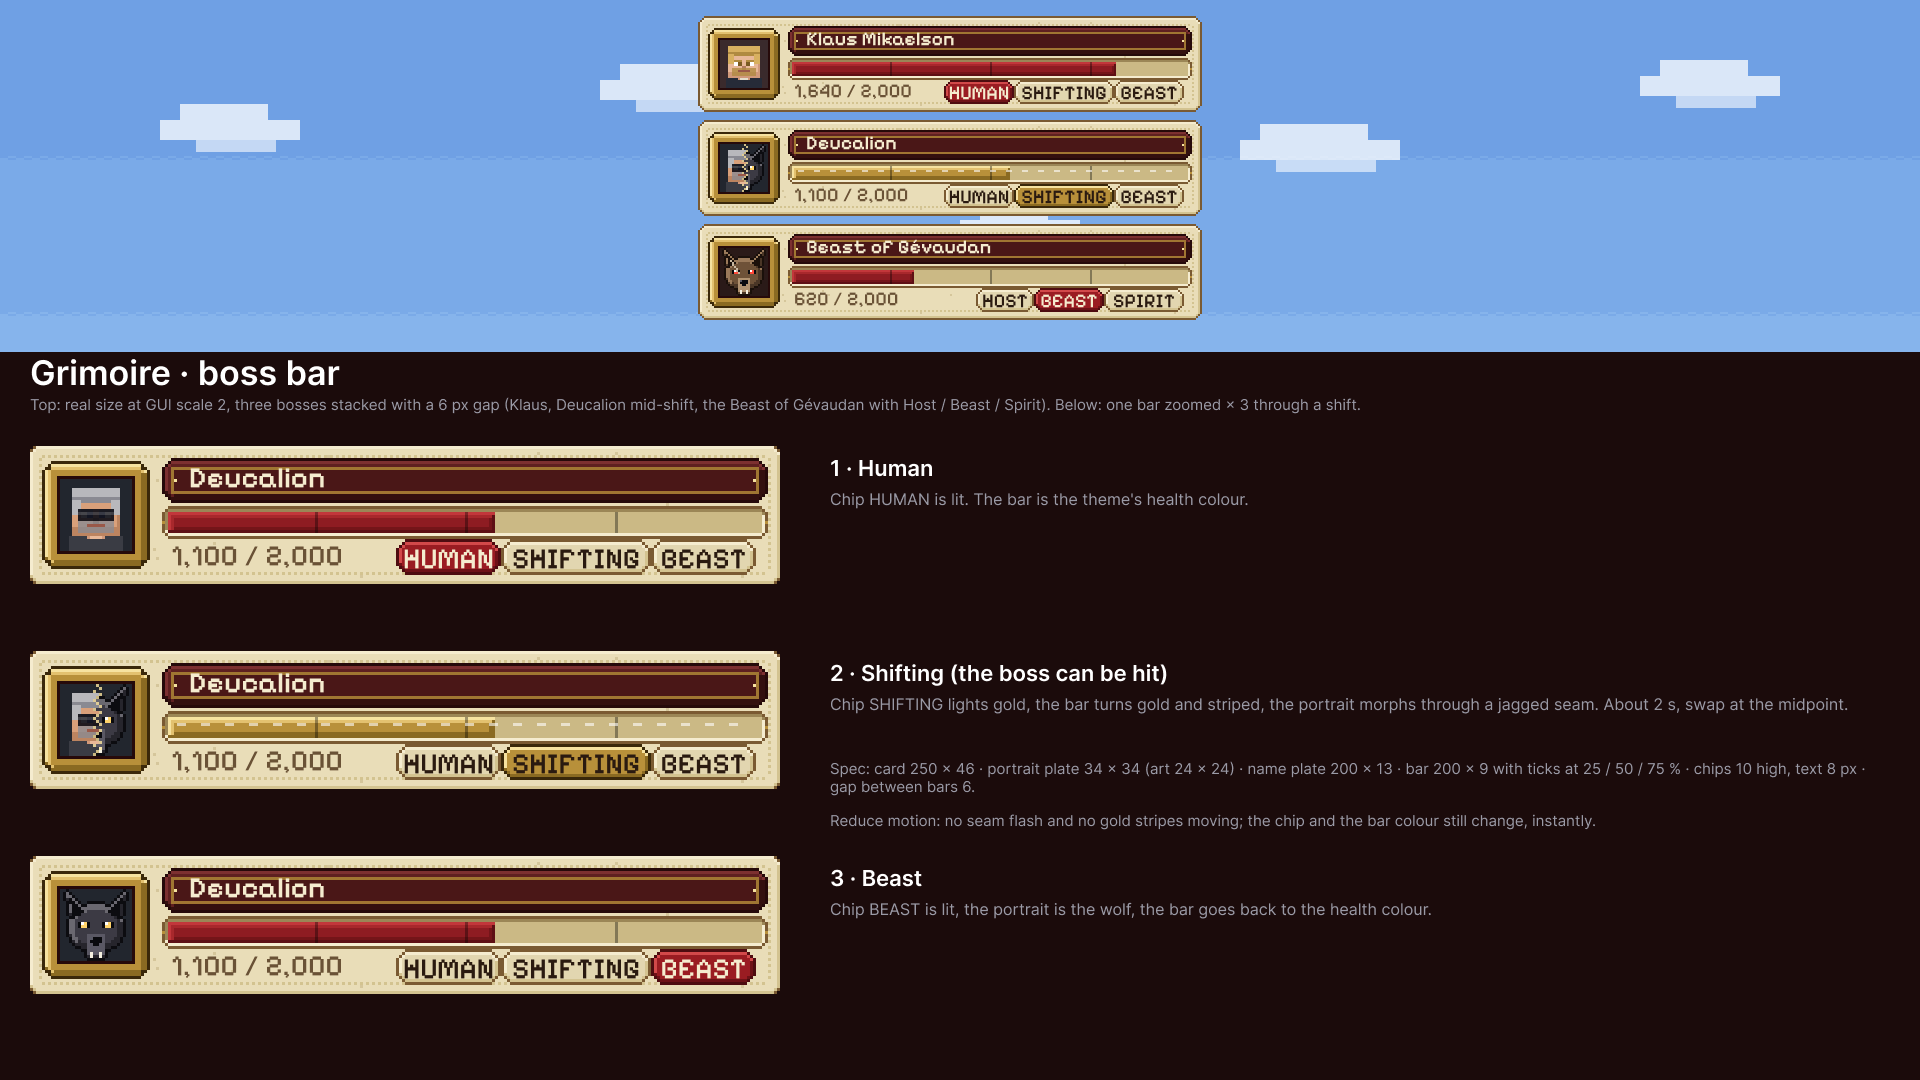 Klaus Mikaelson
1,640 / 2,000 HUMAN SHIFTING BEAST
Deucalion
1,100 / 2,000 HUMAN SHIFTING BEAST
Beast of Gévaudan
620 / 2,000 HOST BEAST SPIRIT
Grimoire · boss bar
Top: real size at GUI scale 2, three bosses stacked with a 6 px gap (Klaus, Deucalion mid-shift, the Beast of Gévaudan with Host / Beast / Spirit). Below: one bar zoomed × 3 through a shift.
Deucalion
1,100 / 2,000 HUMAN SHIFTING BEAST
1 · Human
Chip HUMAN is lit. The bar is the theme's health colour.
Deucalion
1,100 / 2,000 HUMAN SHIFTING BEAST
2 · Shifting (the boss can be hit)
Chip SHIFTING lights gold, the bar turns gold and striped, the portrait morphs through a jagged seam. About 2 s, swap at the midpoint.
Spec: card 250 × 46 · portrait plate 34 × 34 (art 24 × 24) · name plate 200 × 13 · bar 200 × 9 with ticks at 25 / 50 / 75 % · chips 10 high, text 8 px ·
gap between bars 6.
Reduce motion: no seam flash and no gold stripes moving; the chip and the bar colour still change, instantly.
Deucalion
1,100 / 2,000 HUMAN SHIFTING BEAST
3 · Beast
Chip BEAST is lit, the portrait is the wolf, the bar goes back to the health colour.